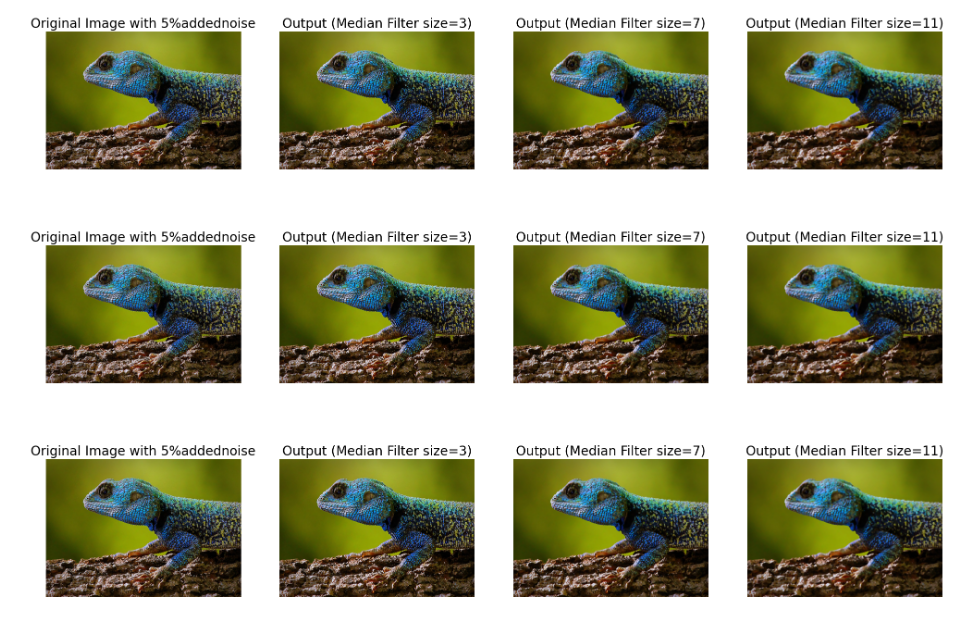 Original Image with 5%addednoise
Output (Median Filter size=3)
Output (Median Filter size=7)
Output (Median Filter size=11)
Original Image with 5%addednoise
Output (Median Filter size=3)
Output (Median Filter size=7)
Output (Median Filter size=11)
Original Image with 5%addednoise
Output (Median Filter size=3)
Output (Median Filter size=7)
Output (Median Filter size=11)